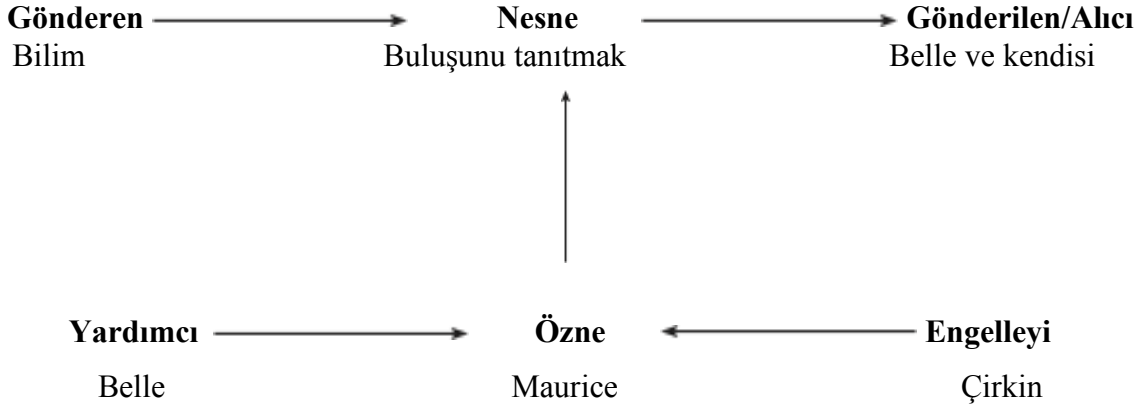 Gönderen Nesne Gönderilen/Alıcı
Bilim Buluşunu tanıtmak Belle ve kendisi
Yardımcı Özne Engelleyi
Belle Maurice Çirkin